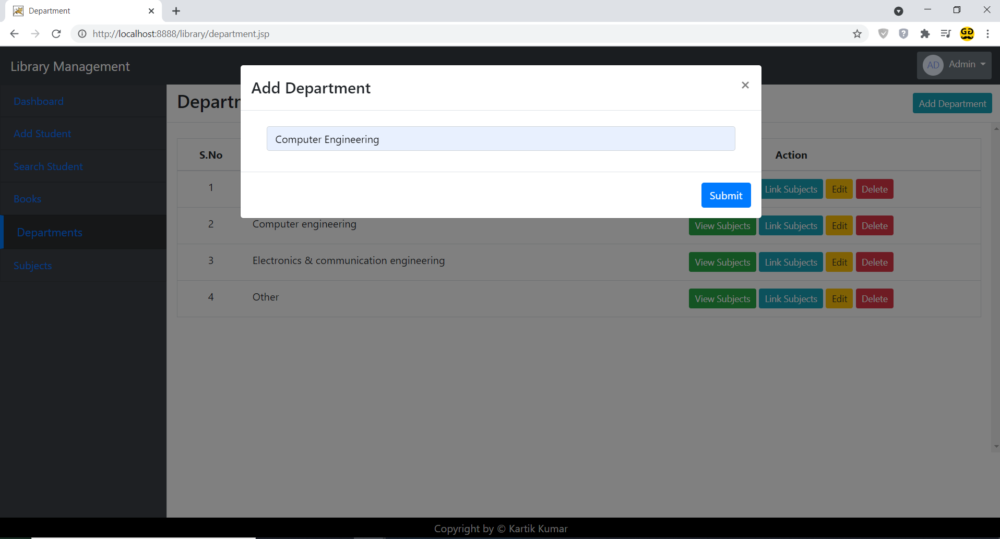 Department
http://localhost:8888/library/department.jsp
Library Management
AD Admin
Dashboard
Add Student
Search Student
Books
Departments
Subjects
Add Department
Add Department
×
Computer Engineering
Submit
S.No Action
1 Link Subjects Edit Delete
2 Computer engineering View Subjects Link Subjects Edit Delete
3 Electronics & communication engineering View Subjects Link Subjects Edit Delete
4 Other View Subjects Link Subjects Edit Delete
Copyright by © Kartik Kumar